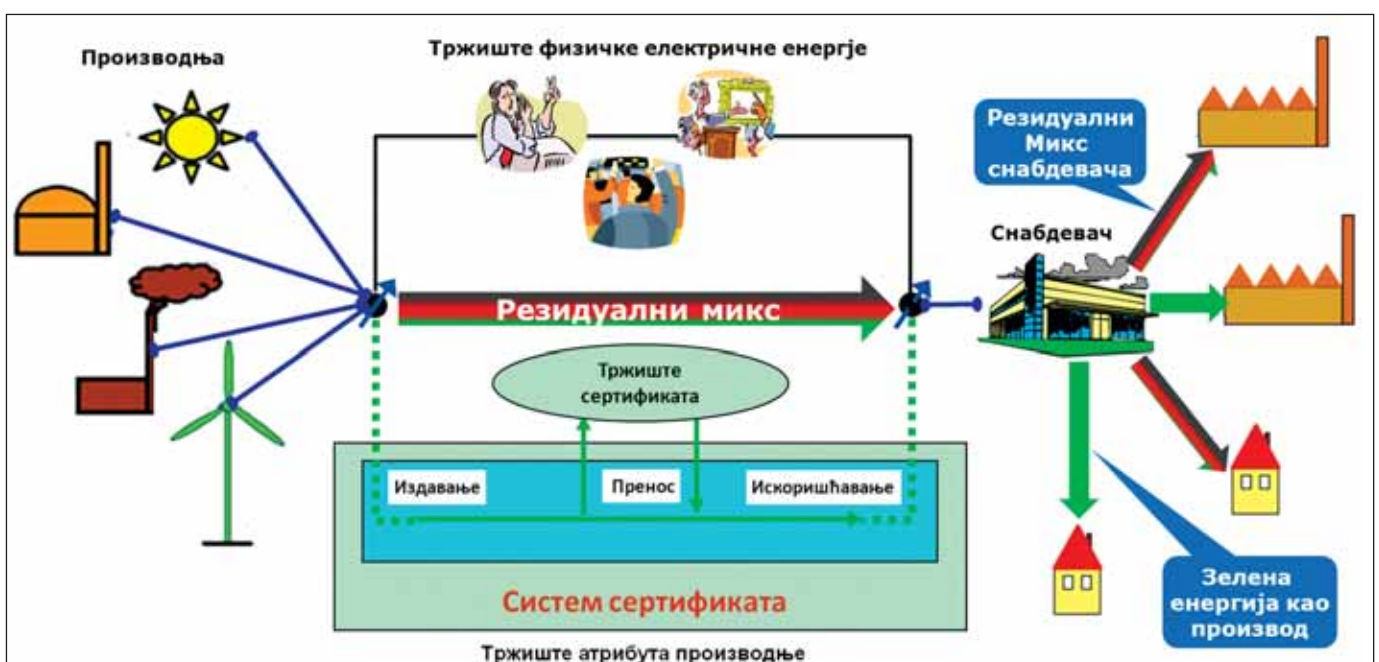 Производња
Тржиште физичке електричне енергје
Резидуални
Микс
снабдевача
Снабдевач
Резидуални микс
Тржиште
сертификата
Издавање
Пренос
Искоришћавање
Систем сертификата
Зелена
енергија као
производ
Тржиште атрибута производње